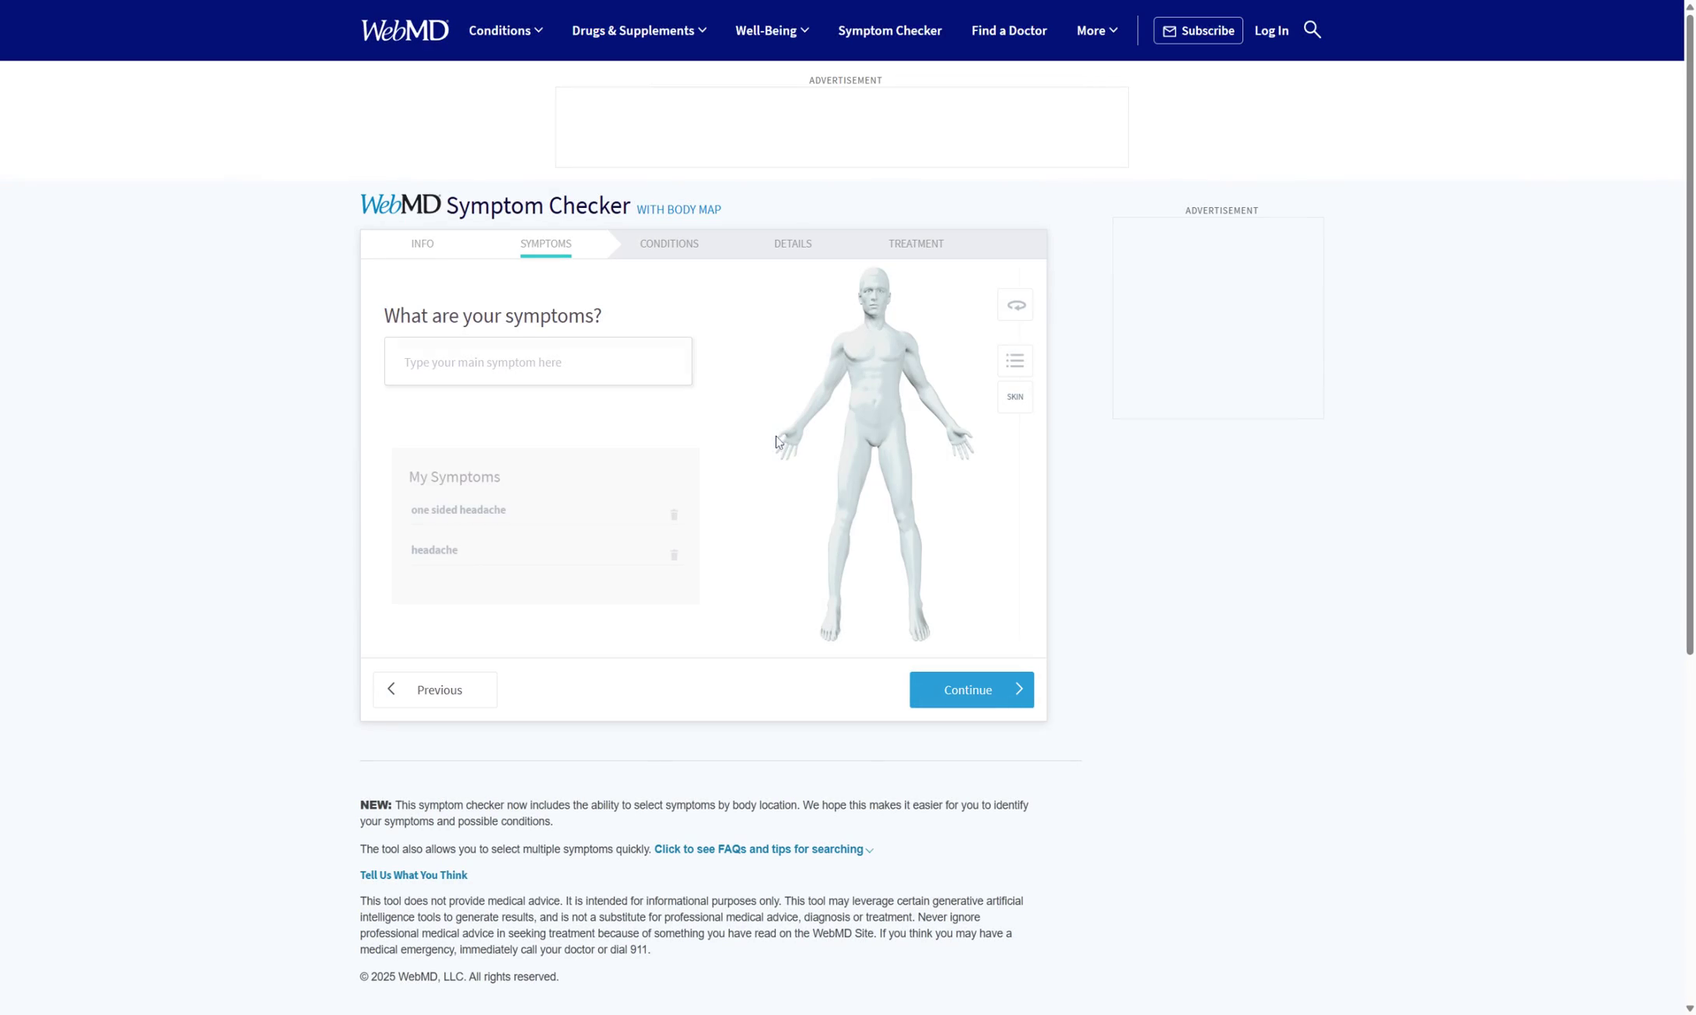 WebMD Conditions Drugs & Supplements Well-Being Symptom Checker Find a Doctor More Subscribe Log In
ADVERTISEMENT
WebMD Symptom Checker WITH BODY MAP
ADVERTISEMENT
INFO SYMPTOMS CONDITIONS DETAILS TREATMENT
What are your symptoms?
Type your main symptom here
SKIN
My Symptoms
one sided headache
headache
Previous Continue
NEW: This symptom checker now includes the ability to select symptoms by body location. We hope this makes it easier for you to identify
your symptoms and possible conditions.
The tool also allows you to select multiple symptoms quickly. Click to see FAQs and tips for searching
Tell Us What You Think
This tool does not provide medical advice. It is intended for informational purposes only. This tool may leverage certain generative artificial
intelligence tools to generate results, and is not a substitute for professional medical advice, diagnosis or treatment. Never ignore
professional medical advice in seeking treatment because of something you have read on the WebMD Site. If you think you may have a
medical emergency, immediately call your doctor or dial 911.
© 2025 WebMD, LLC. All rights reserved.